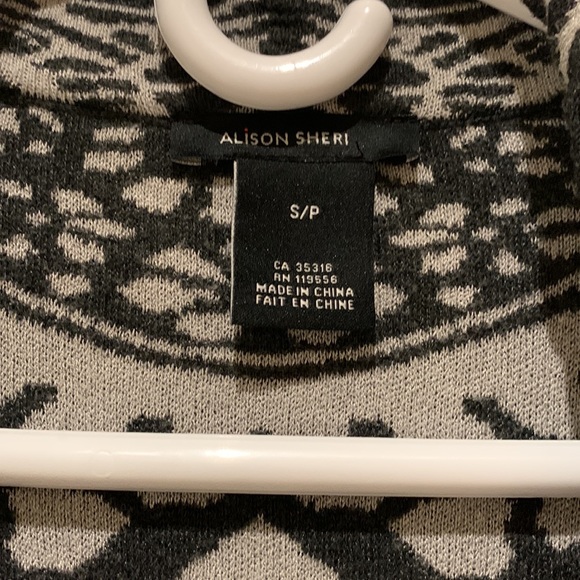 ALISON SHERI
S/P
CA 35316
RN 119556
MADE IN CHINA
FAIT EN CHINE